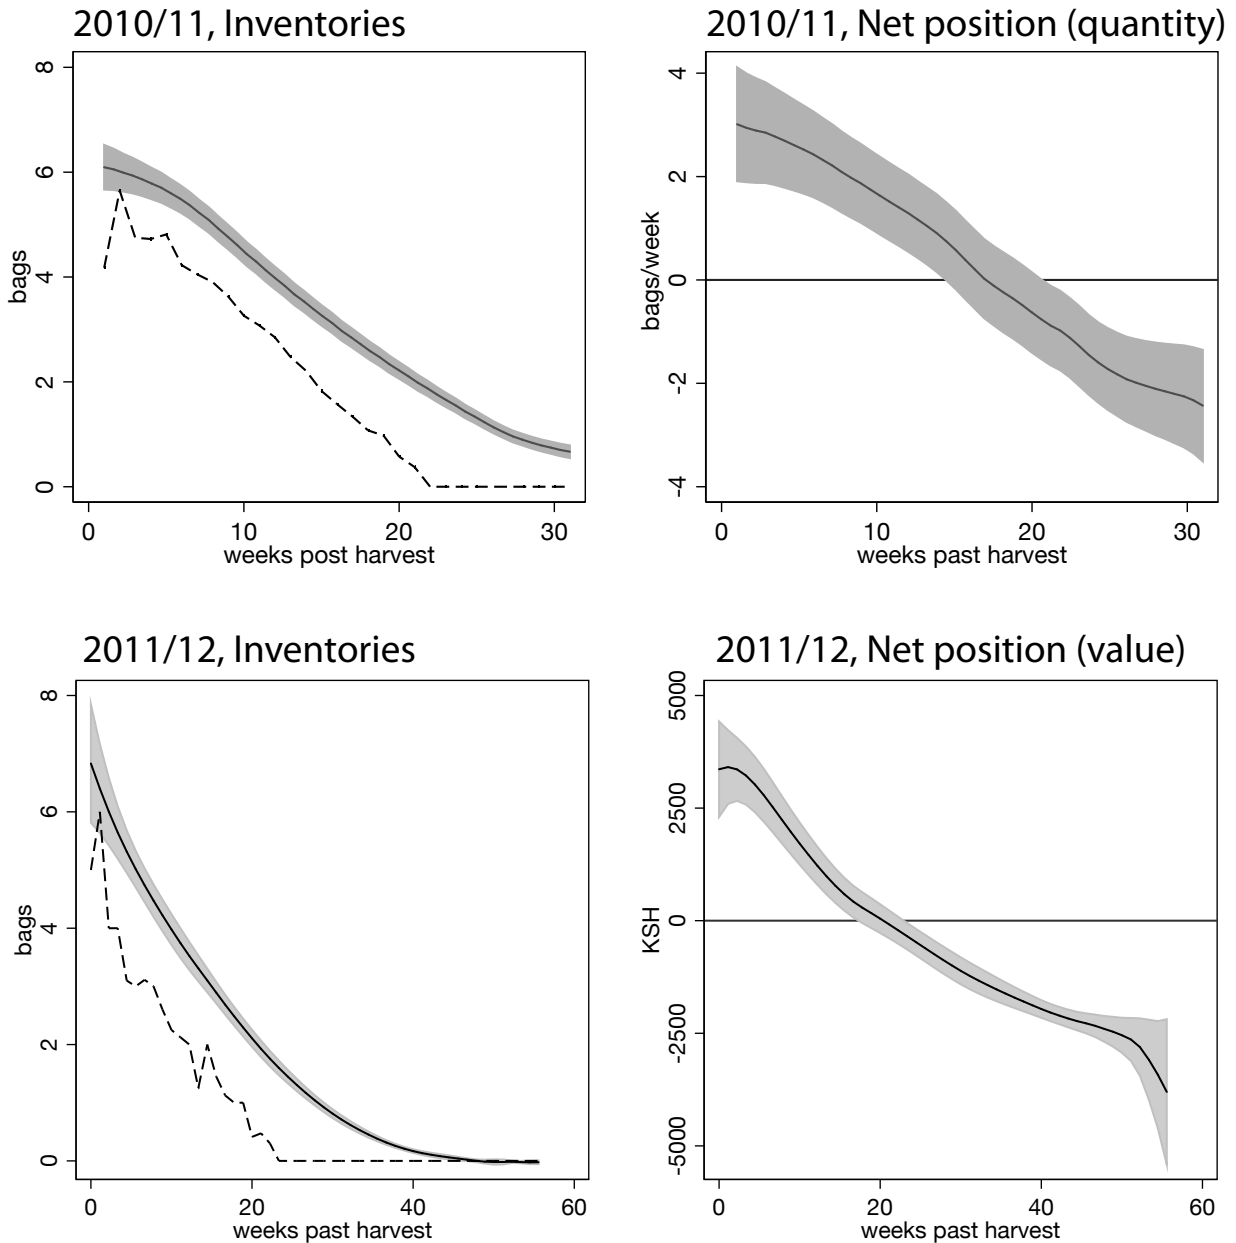 2010/11, Inventories
8
6
4
2
0
bags
0 10 20 30
weeks post harvest
2010/11, Net position (quantity)
4
2
0
-2
-4
bags/week
0 10 20 30
weeks past harvest
2011/12, Inventories
8
6
4
2
0
bags
0 20 40 60
weeks past harvest
2011/12, Net position (value)
5000
2500
0
-2500
-5000
KSH
0 20 40 60
weeks past harvest